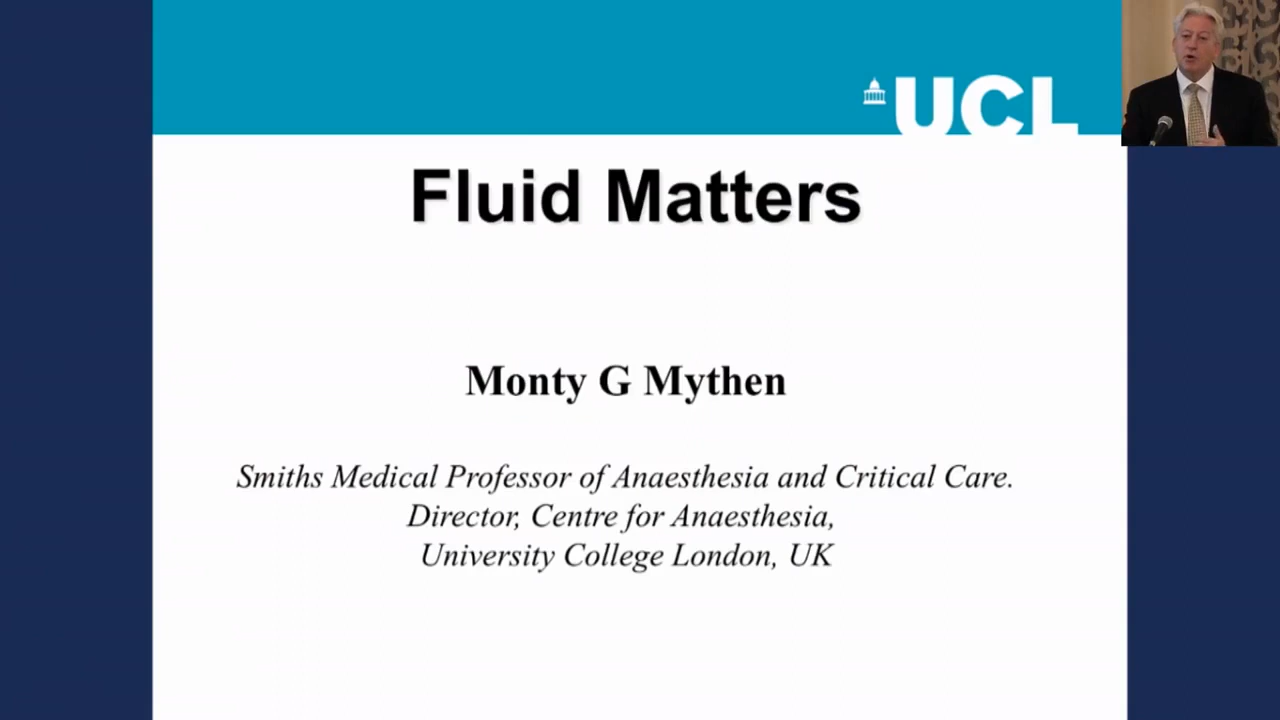 UCL
Fluid Matters
Monty G Mythen
Smiths Medical Professor of Anaesthesia and Critical Care.
Director, Centre for Anaesthesia,
University College London, UK